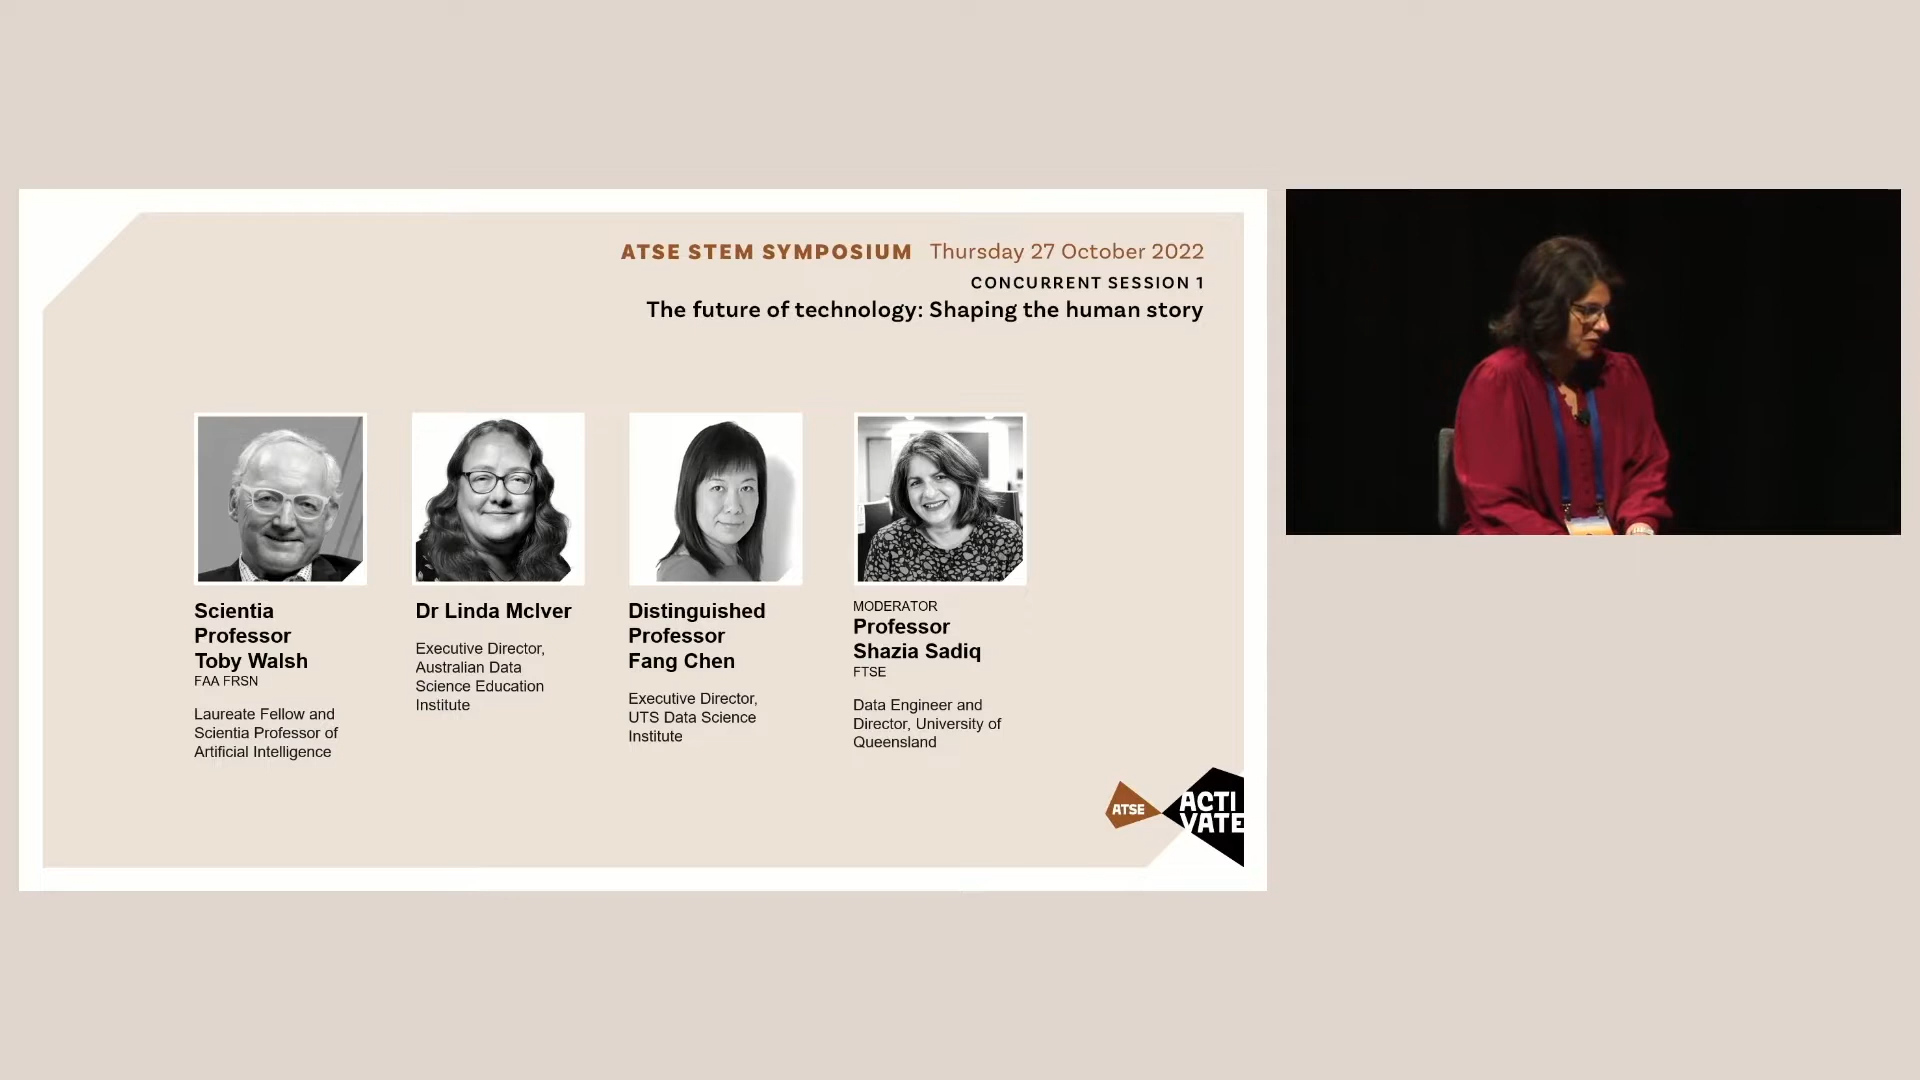 ATSE STEM SYMPOSIUM Thursday 27 October 2022
CONCURRENT SESSION 1
The future of technology: Shaping the human story
Scientia
Professor
Toby Walsh
FAA FRSN
Laureate Fellow and
Scientia Professor of
Artificial Intelligence
Dr Linda McIver
Executive Director,
Australian Data
Science Education
Institute
Distinguished
Professor
Fang Chen
Executive Director,
UTS Data Science
Institute
MODERATOR
Professor
Shazia Sadiq
FTSE
Data Engineer and
Director, University of
Queensland
ATSE
ACTI
VATE